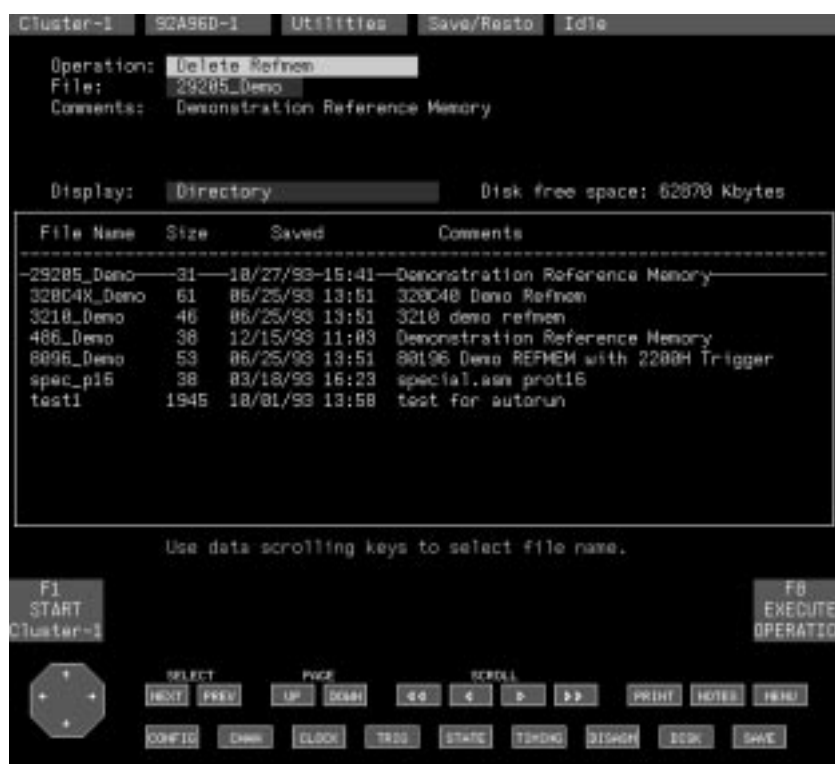 Cluster-1 92A96D-1 Utilities Save/Resto Idle
Operation: Delete Refmem
File: 29205_Demo
Comments: Demonstration Reference Memory
Display: Directory Disk free space: 62870 Kbytes
File Name Size Saved Comments
29205_Demo 31 10/27/93 15:41 Demonstration Reference Memory
320C4X_Demo 61 06/25/93 13:51 320C40 Demo Refmem
3210_Demo 46 06/25/93 13:51 3210 demo refmem
486_Demo 38 12/15/93 11:03 Demonstration Reference Memory
8096_Demo 53 06/25/93 13:51 80196 Demo REFMEM with 2200H Trigger
spec_p16 38 03/18/93 16:23 special.asm prot16
test1 1945 10/01/93 13:58 test for autorun
Use data scrolling keys to select file name.
F1 F8
START EXECUTE
Cluster-1 OPERATIO
SELECT PAGE SCROLL
NEXT PREV UP DOWN PRINT NOTES MENU
CONFIG CHAN CLOCK TRIG STATE TIMING DISASM DISK SAVE